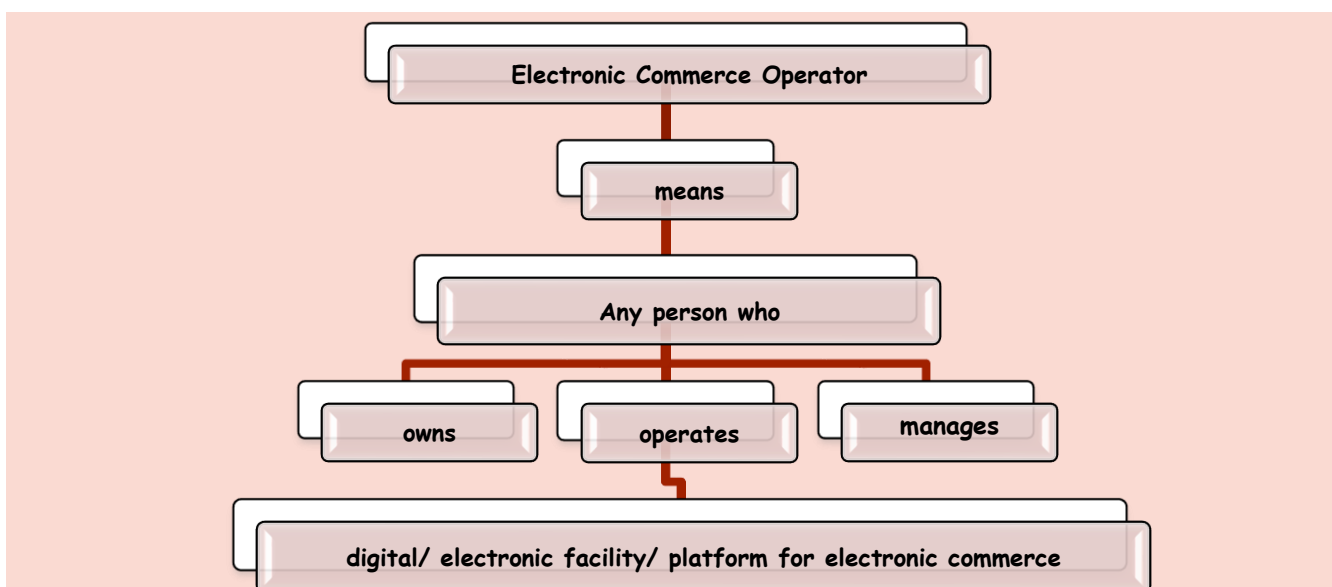 Electronic Commerce Operator
means
Any person who
owns
operates
manages
digital/ electronic facility/ platform for electronic commerce